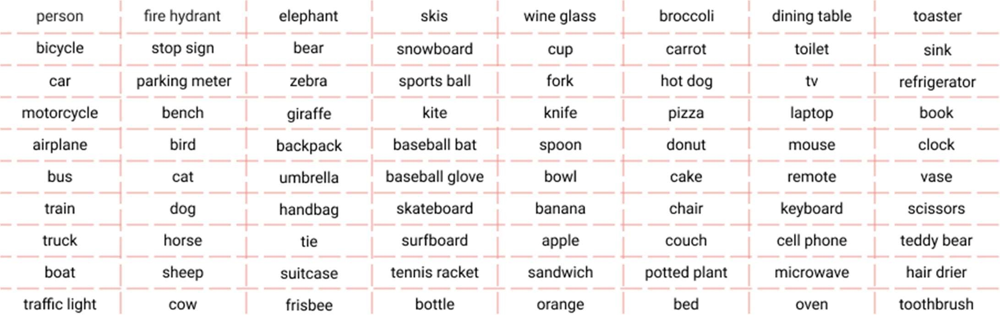 person fire hydrant elephant skis wine glass broccoli dining table toaster
bicycle stop sign bear snowboard cup carrot toilet sink
car parking meter zebra sports ball fork hot dog tv refrigerator
motorcycle bench giraffe kite knife pizza laptop book
airplane bird backpack baseball bat spoon donut mouse clock
bus cat umbrella baseball glove bowl cake remote vase
train dog handbag skateboard banana chair keyboard scissors
truck horse tie surfboard apple couch cell phone teddy bear
boat sheep suitcase tennis racket sandwich potted plant microwave hair drier
traffic light cow frisbee bottle orange bed oven toothbrush